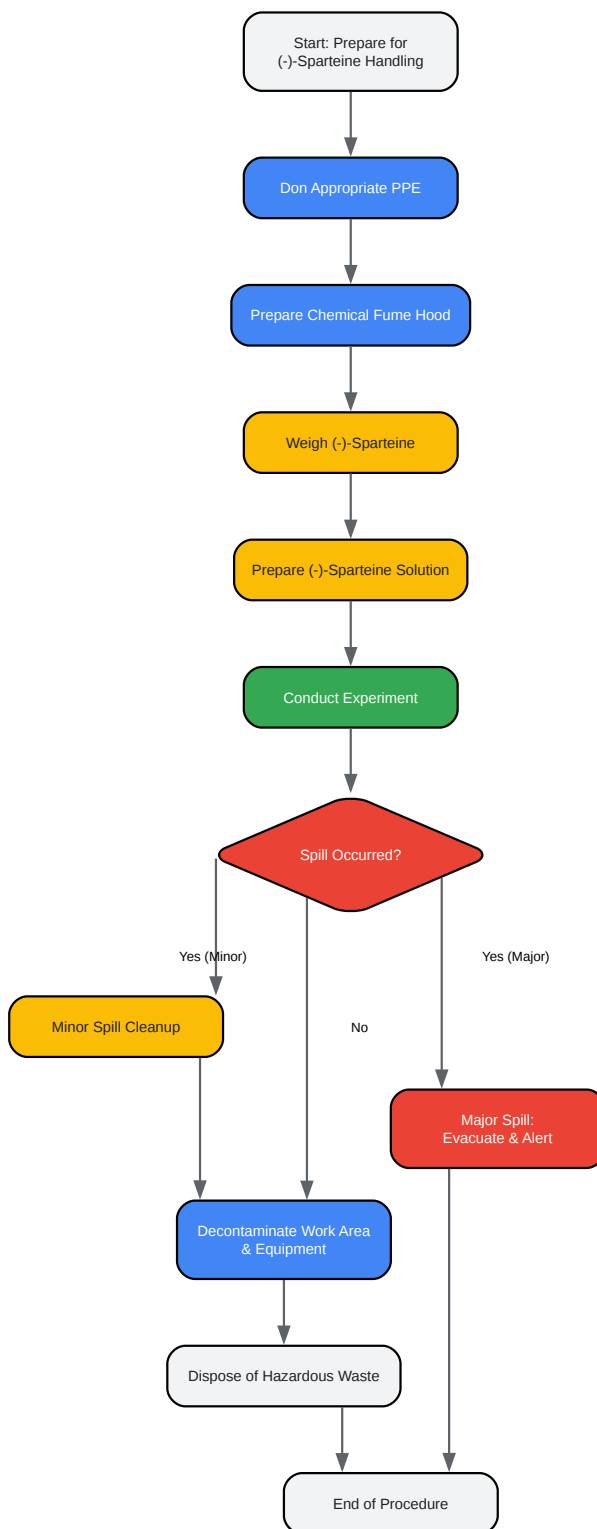 Start: Prepare for
(-)-Sparteine Handling
Don Appropriate PPE
Prepare Chemical Fume Hood
Weigh (-)-Sparteine
Prepare (-)-Sparteine Solution
Conduct Experiment
Spill Occurred?
Yes (Minor)
Yes (Major)
Minor Spill Cleanup
No
Major Spill:
Evacuate & Alert
Decontaminate Work Area
& Equipment
Dispose of Hazardous Waste
End of Procedure